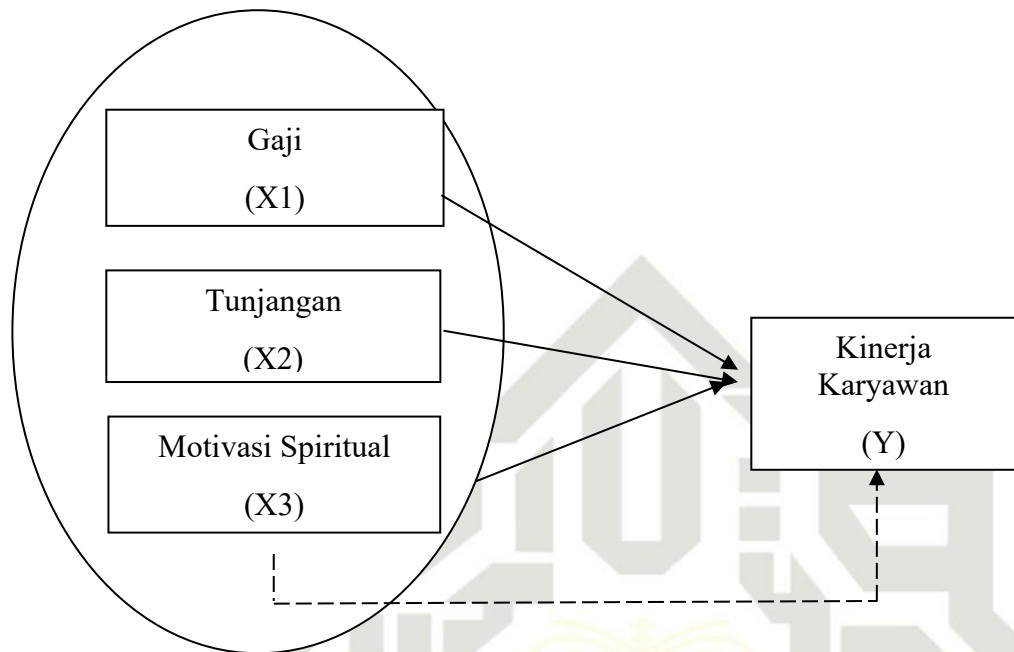 Gaji
(X1)
Tunjangan
(X2)
Motivasi Spiritual
(X3)
Kinerja
Karyawan
(Y)